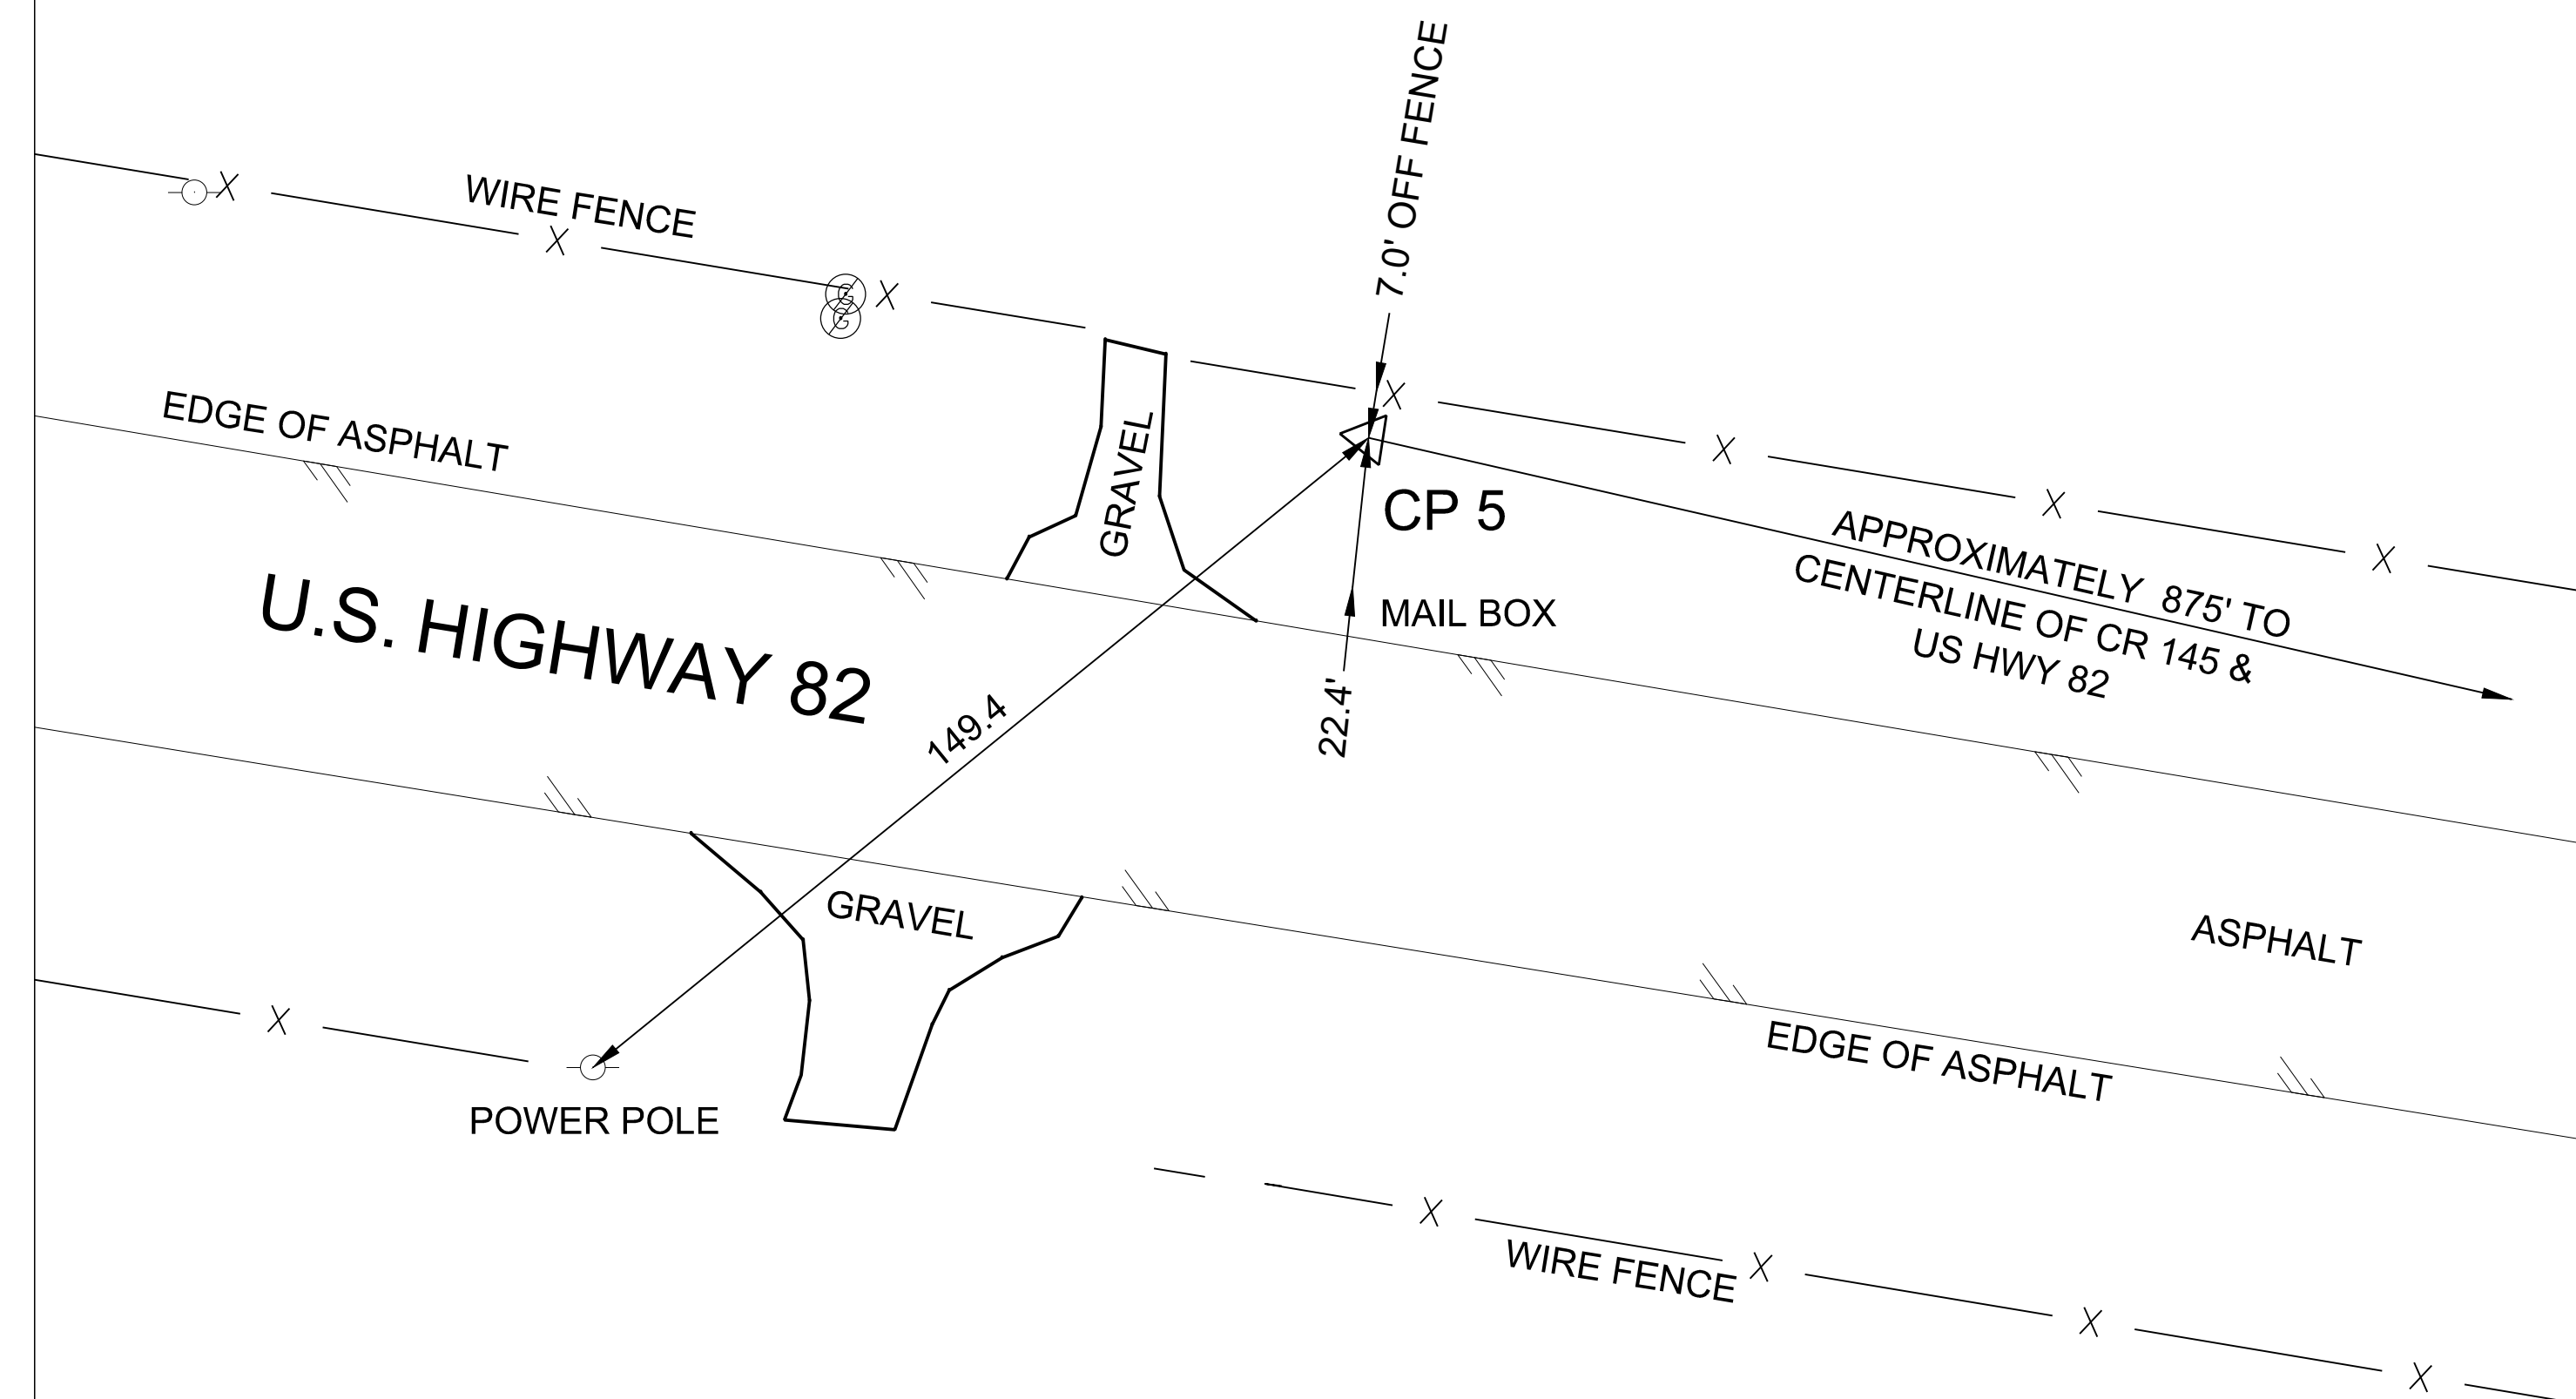 7.0' OFF FENCE
WIRE FENCE
G
G
EDGE OF ASPHALT
GRAVEL
CP 5
APPROXIMATELY 875' TO
CENTERLINE OF CR 145 &
US HWY 82
MAIL BOX
U.S. HIGHWAY 82
22.4'
149.4
GRAVEL
ASPHALT
EDGE OF ASPHALT
POWER POLE
WIRE FENCE